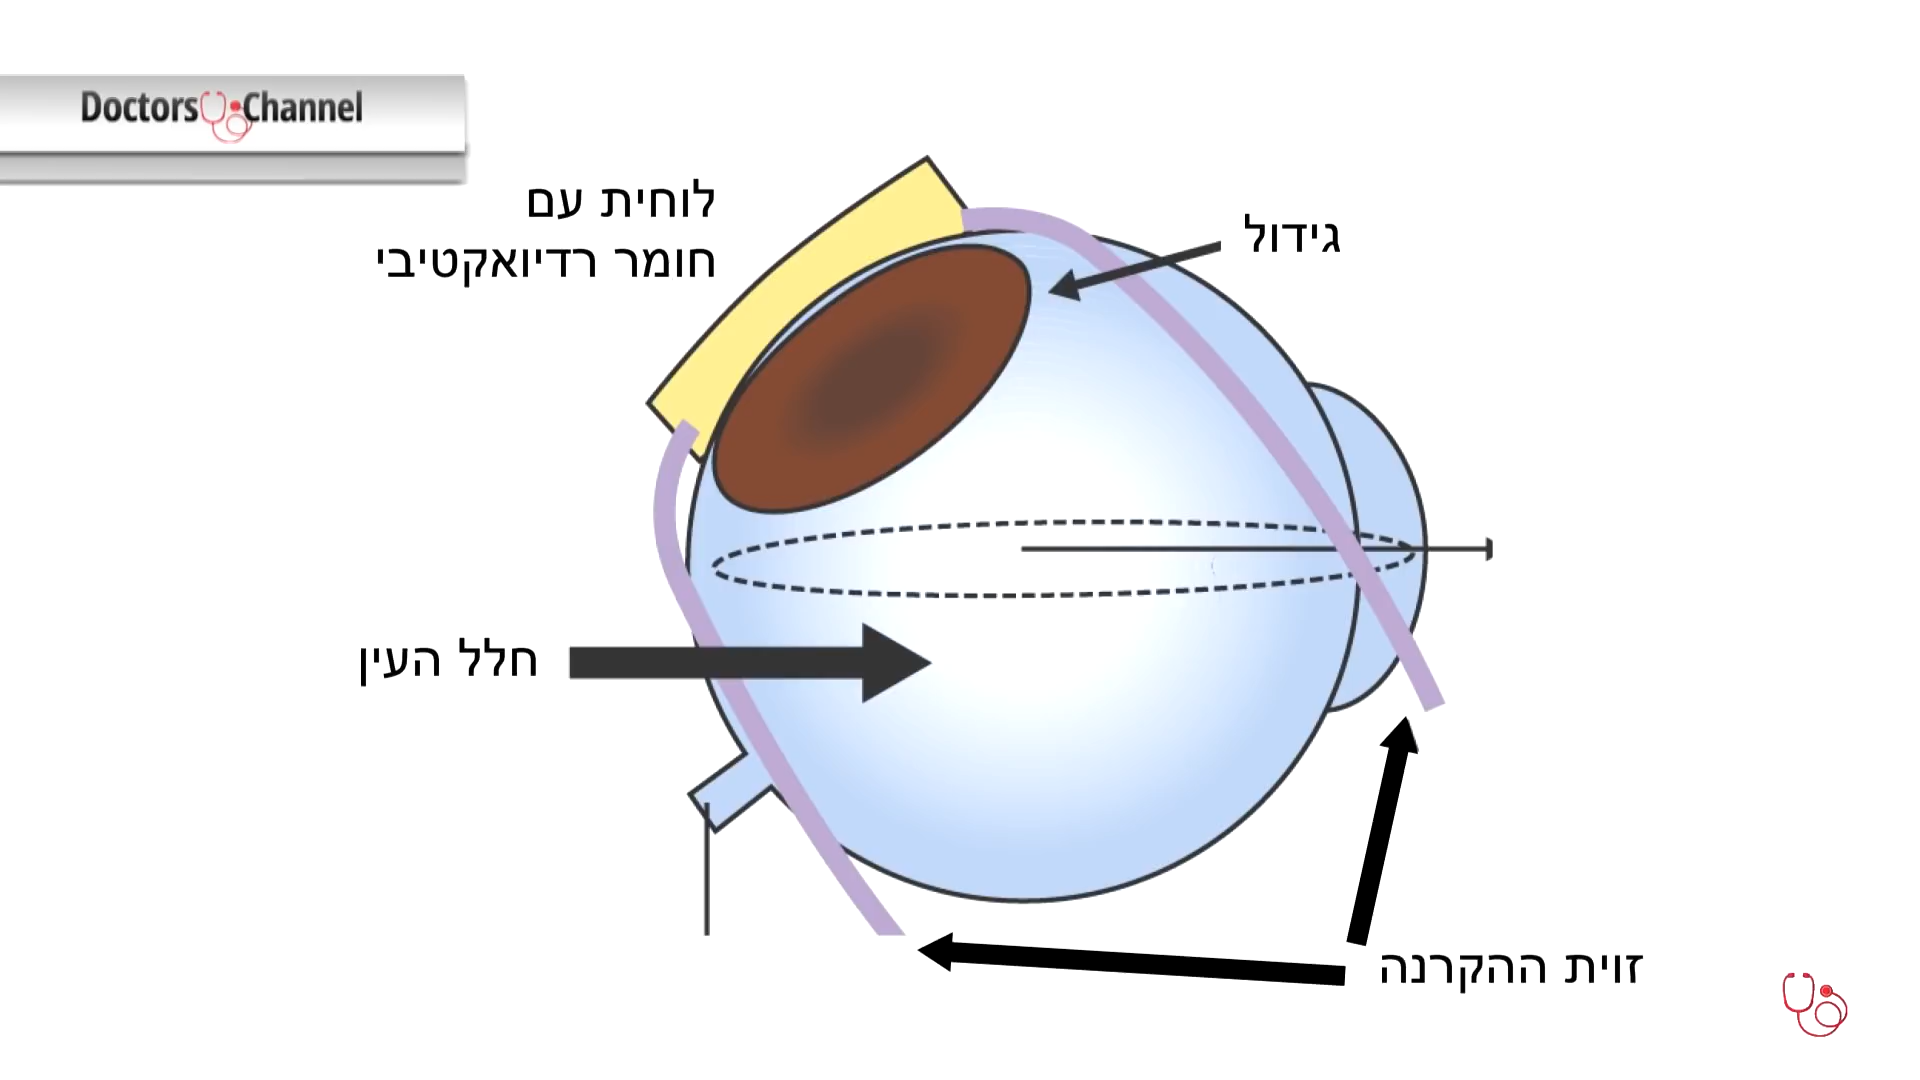 Doctors Channel
לוחית עם
חומר רדיואקטיבי
גידול
חלל העין
זוית ההקרנה